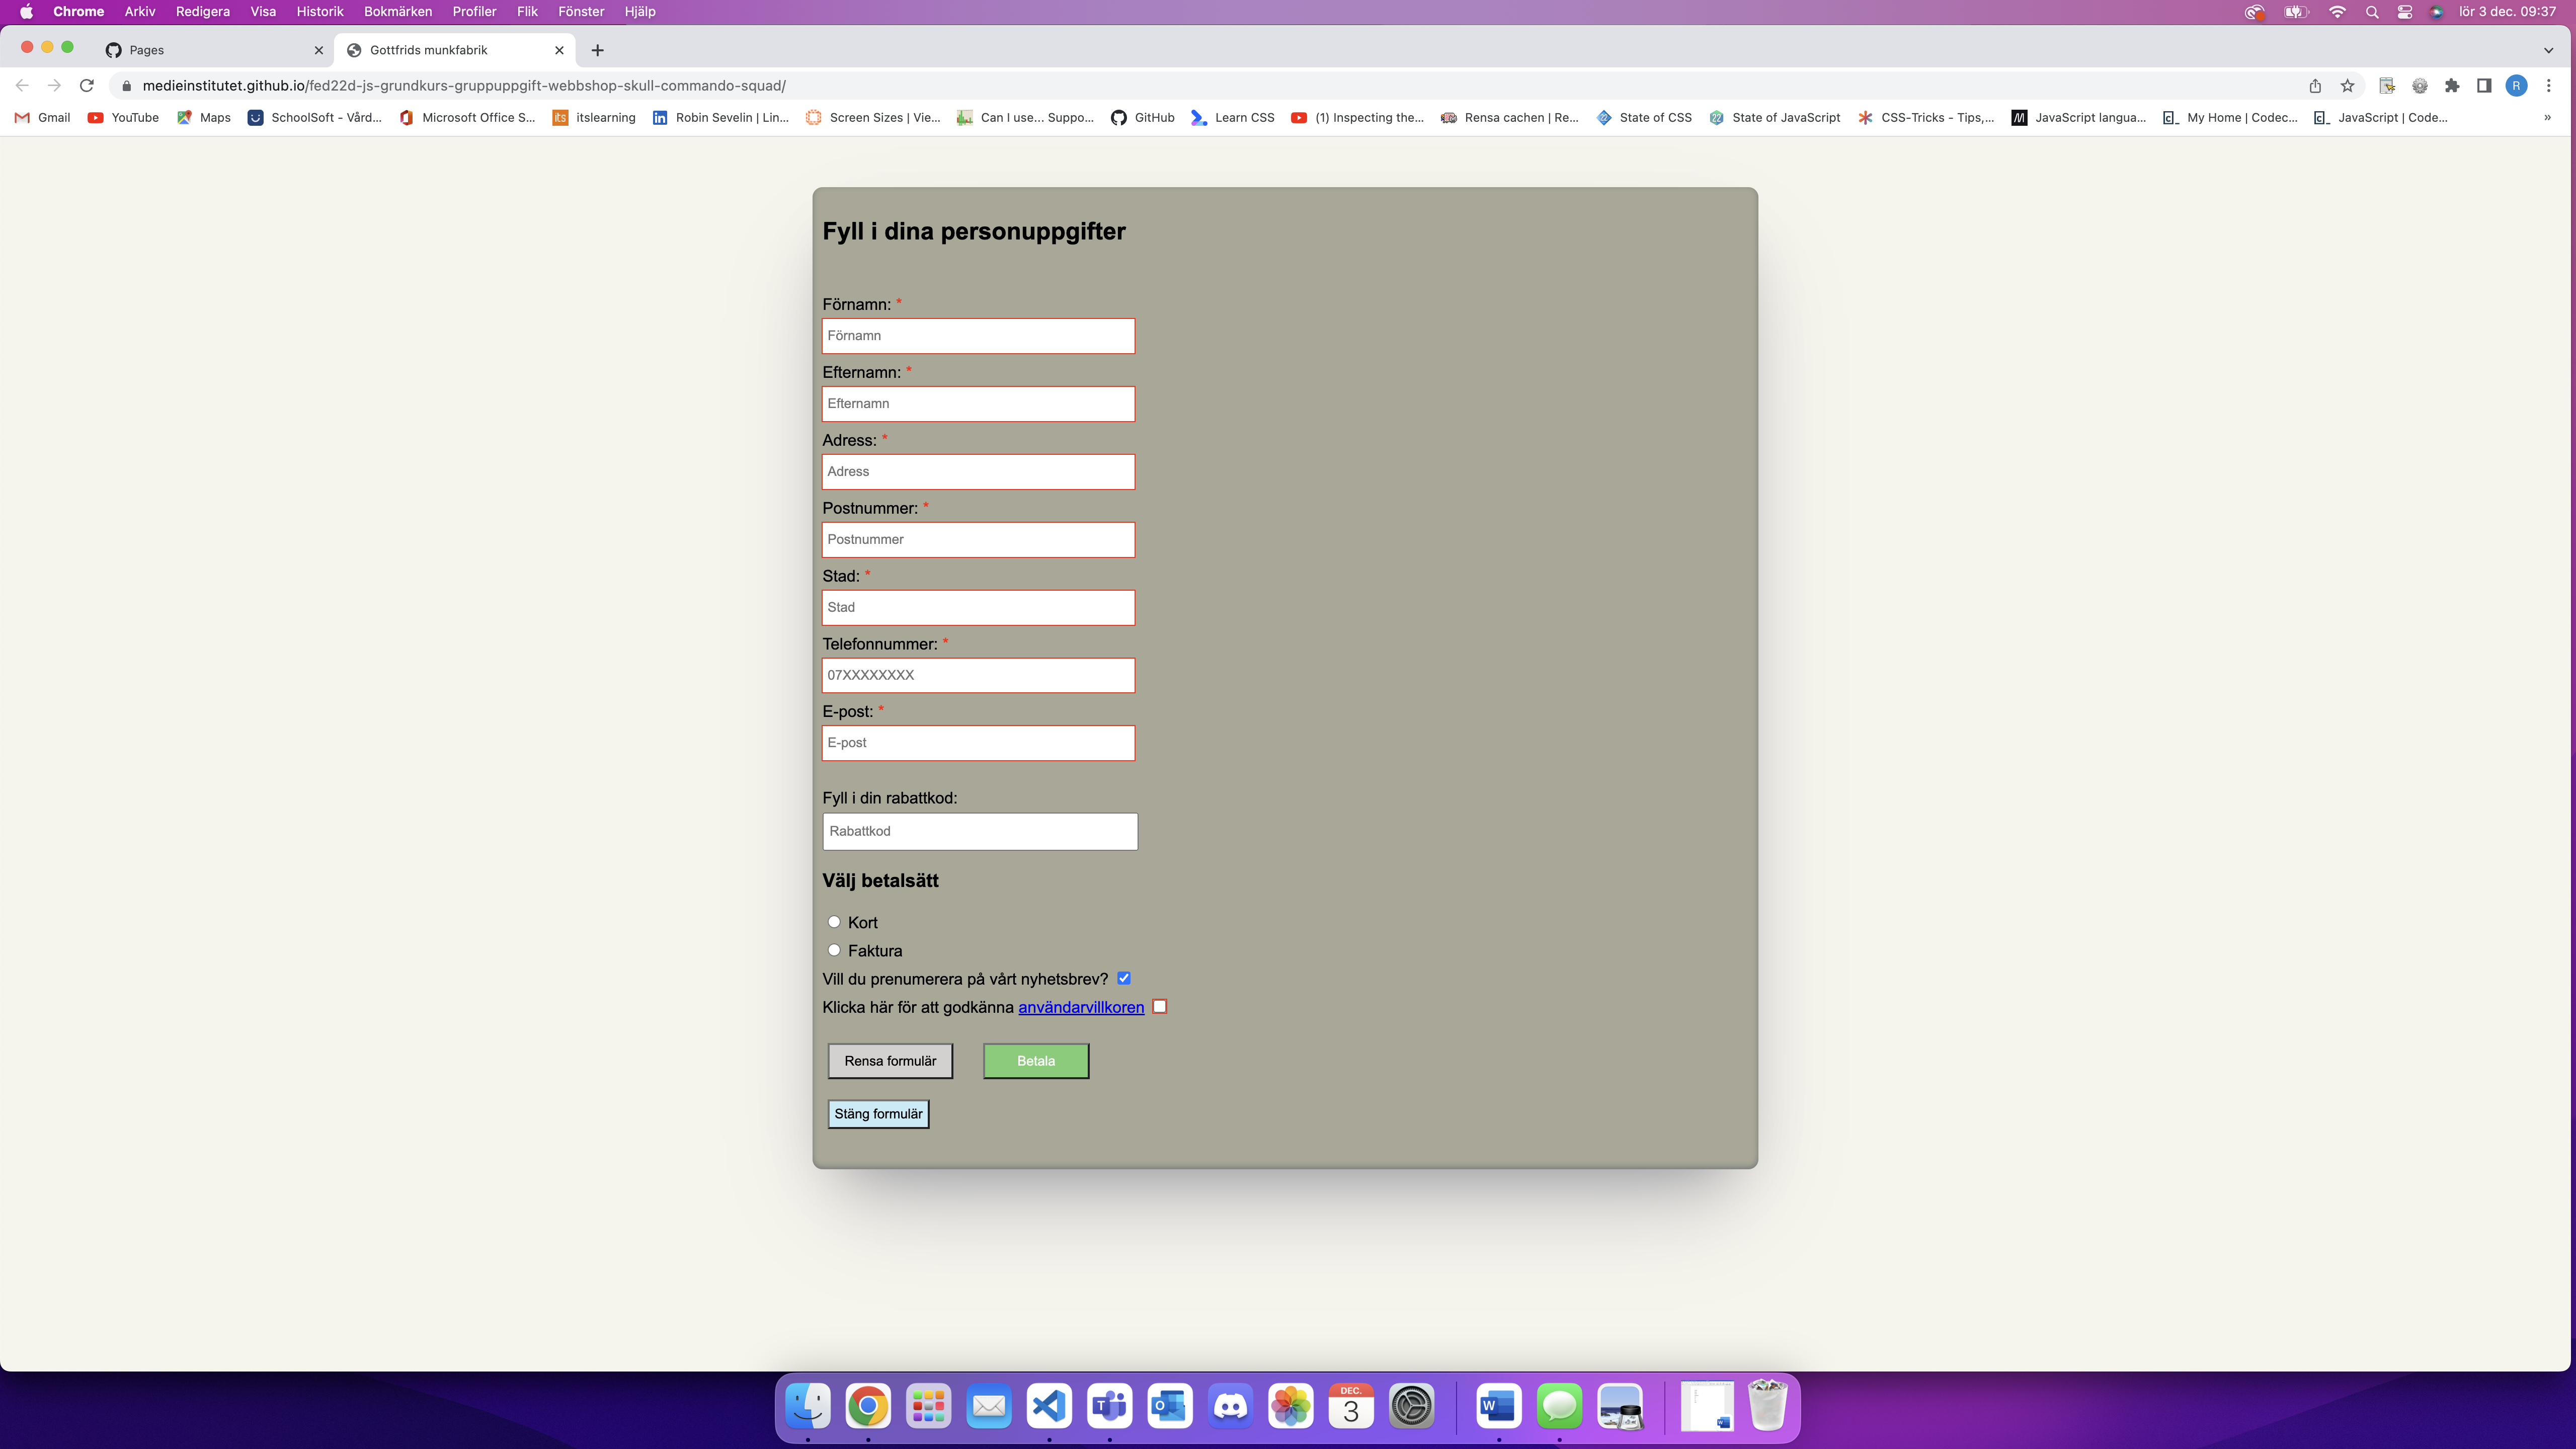 Chrome Arkiv Redigera Visa Historik Bokmärken Profiler Flik Fönster Hjälp lör 3 dec. 09:37
Pages Gottfrids munkfabrik
medieinstitutet.github.io/fed22d-js-grundkurs-gruppuppgift-webbshop-skull-commando-squad/ R
Gmail YouTube Maps SchoolSoft - Vård... Microsoft Office S... its itslearning Robin Sevelin | Lin... Screen Sizes | Vie... Can I use... Suppo... GitHub Learn CSS (1) Inspecting the... Rensa cachen | Re... State of CSS 22 State of JavaScript CSS-Tricks - Tips,... JavaScript langua... My Home | Codec... JavaScript | Code... »
Fyll i dina personuppgifter
Förnamn: *
Förnamn
Efternamn: *
Efternamn
Adress: *
Adress
Postnummer: *
Postnummer
Stad: *
Stad
Telefonnummer: *
07XXXXXXXX
E-post: *
E-post
Fyll i din rabattkod:
Rabattkod
Välj betalsätt
Kort
Faktura
Vill du prenumerera på vårt nyhetsbrev?
Klicka här för att godkänna användarvillkoren
Rensa formulär Betala
Stäng formulär
DEC.
3